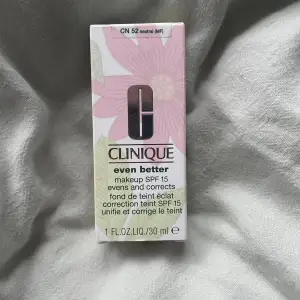 CN 52 neutral (MF)
CLINIQUE
even better
makeup SPF 15
evens and corrects
fond de teint éclat
correction teint SPF 15
unifie et corrige le teint
1 FL.OZ.LIQ./30 ml e